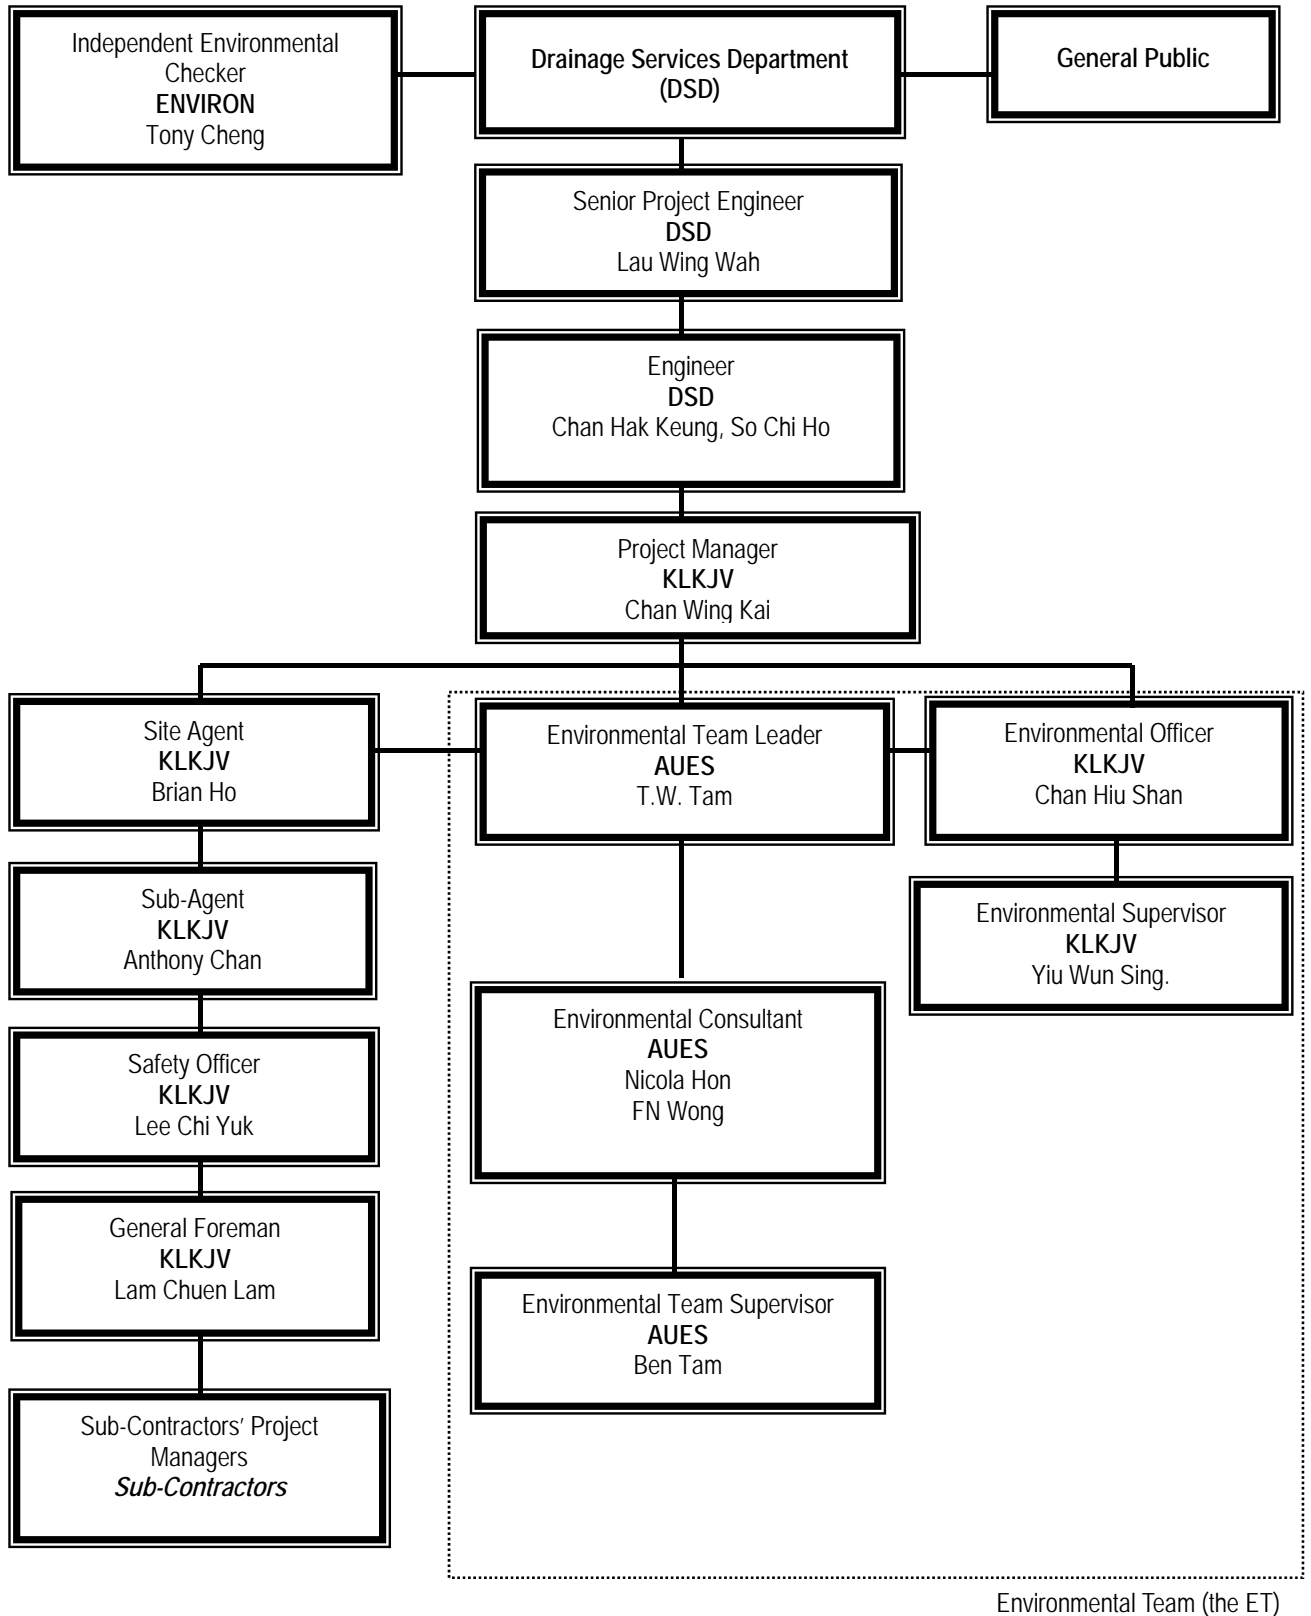 Independent Environmental
Checker
ENVIRON
Tony Cheng
Drainage Services Department
(DSD)
General Public
Senior Project Engineer
DSD
Lau Wing Wah
Engineer
DSD
Chan Hak Keung, So Chi Ho
Project Manager
KLKJV
Chan Wing Kai
Site Agent
KLKJV
Brian Ho
Environmental Team Leader
AUES
T.W. Tam
Environmental Officer
KLKJV
Chan Hiu Shan
Sub-Agent
KLKJV
Anthony Chan
Environmental Supervisor
KLKJV
Yiu Wun Sing.
Environmental Consultant
AUES
Nicola Hon
FN Wong
Safety Officer
KLKJV
Lee Chi Yuk
General Foreman
KLKJV
Lam Chuen Lam
Environmental Team Supervisor
AUES
Ben Tam
Sub-Contractors’ Project
Managers
Sub-Contractors
Environmental Team (the ET)